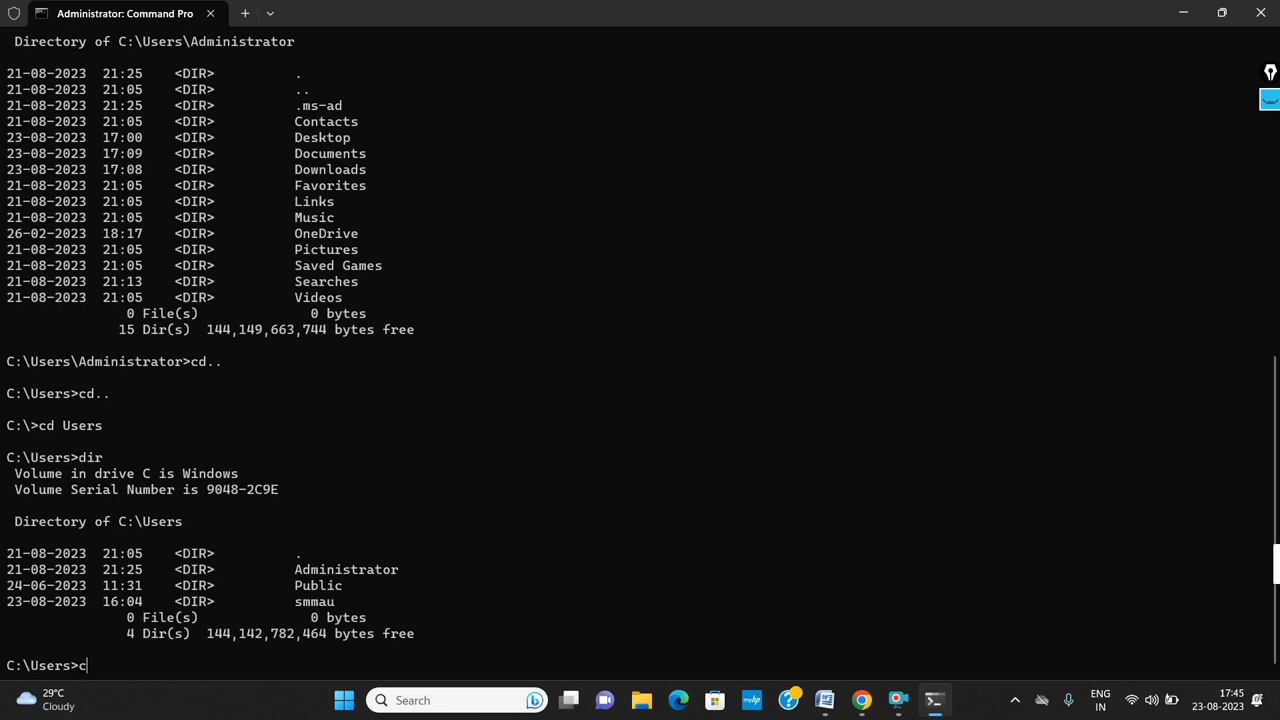 Administrator: Command Pro
Directory of C:\Users\Administrator
21-08-2023  21:25    <DIR>          .
21-08-2023  21:05    <DIR>          ..
21-08-2023  21:25    <DIR>          .ms-ad
21-08-2023  21:05    <DIR>          Contacts
23-08-2023  17:00    <DIR>          Desktop
23-08-2023  17:09    <DIR>          Documents
23-08-2023  17:08    <DIR>          Downloads
21-08-2023  21:05    <DIR>          Favorites
21-08-2023  21:05    <DIR>          Links
21-08-2023  21:05    <DIR>          Music
26-02-2023  18:17    <DIR>          OneDrive
21-08-2023  21:05    <DIR>          Pictures
21-08-2023  21:05    <DIR>          Saved Games
21-08-2023  21:13    <DIR>          Searches
21-08-2023  21:05    <DIR>          Videos
0 File(s)              0 bytes
15 Dir(s)  144,149,663,744 bytes free
C:\Users\Administrator>cd..
C:\Users>cd..
C:\>cd Users
C:\Users>dir
Volume in drive C is Windows
Volume Serial Number is 9048-2C9E
Directory of C:\Users
21-08-2023  21:05    <DIR>          .
21-08-2023  21:25    <DIR>          Administrator
24-06-2023  11:31    <DIR>          Public
23-08-2023  16:04    <DIR>          smmau
0 File(s)              0 bytes
4 Dir(s)  144,142,782,464 bytes free
C:\Users>c
29°C
Cloudy
Search
ENG
IN
17:45
23-08-2023